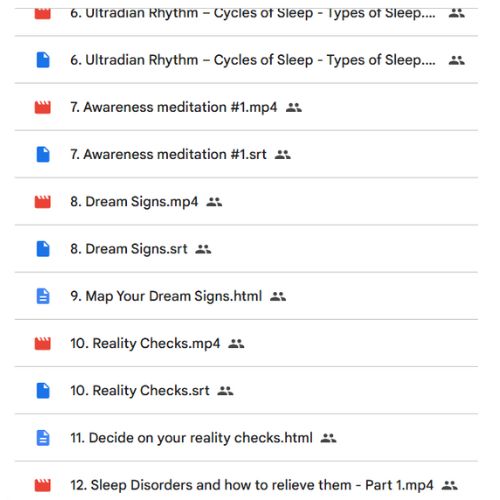 6. Ultradian Rhythm – Cycles of Sleep - Types of Sleep....
6. Ultradian Rhythm – Cycles of Sleep - Types of Sleep....
7. Awareness meditation #1.mp4
7. Awareness meditation #1.srt
8. Dream Signs.mp4
8. Dream Signs.srt
9. Map Your Dream Signs.html
10. Reality Checks.mp4
10. Reality Checks.srt
11. Decide on your reality checks.html
12. Sleep Disorders and how to relieve them - Part 1.mp4